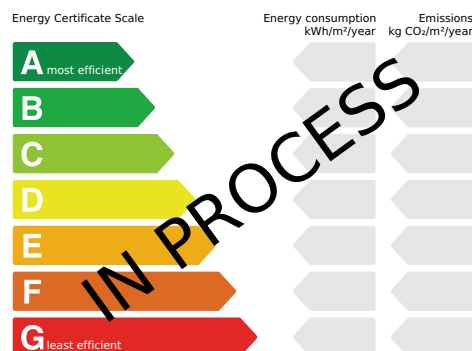 Energy Certificate Scale
Energy consumption
kWh/m²/year
Emissions
kg CO₂/m²/year
A most efficient
B
C
D
E
F
G least efficient
IN PROCESS